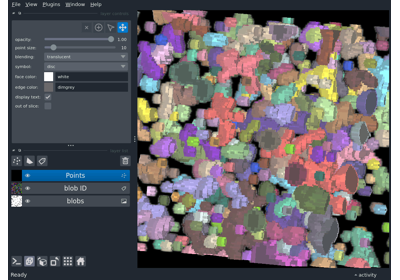 File View Plugins Window Help
opacity: 1.00
point size: 10
blending: translucent
symbol: disc
face color: white
edge color: dimgrey
display text: ✓
out of slice:
Points
blob ID
blobs
Ready
activity